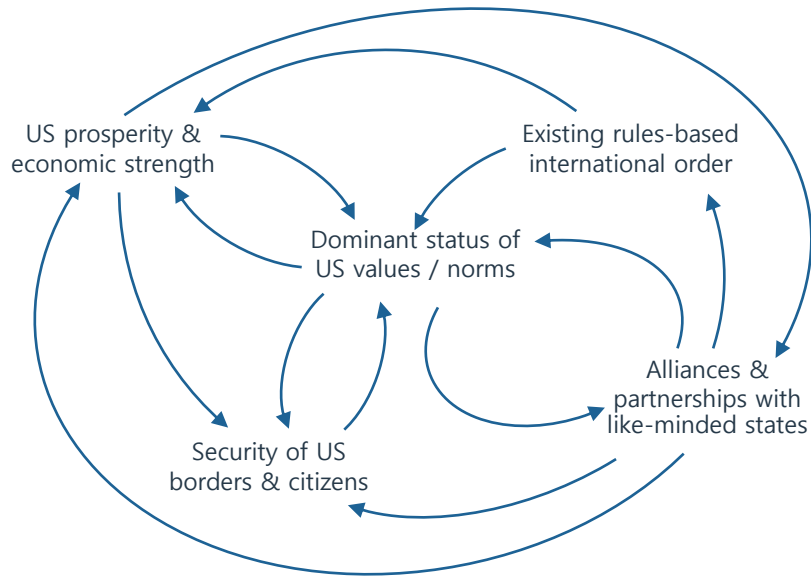 US prosperity &
economic strength
Existing rules-based
international order
Dominant status of
US values / norms
Alliances &
partnerships with
like-minded states
Security of US
borders & citizens